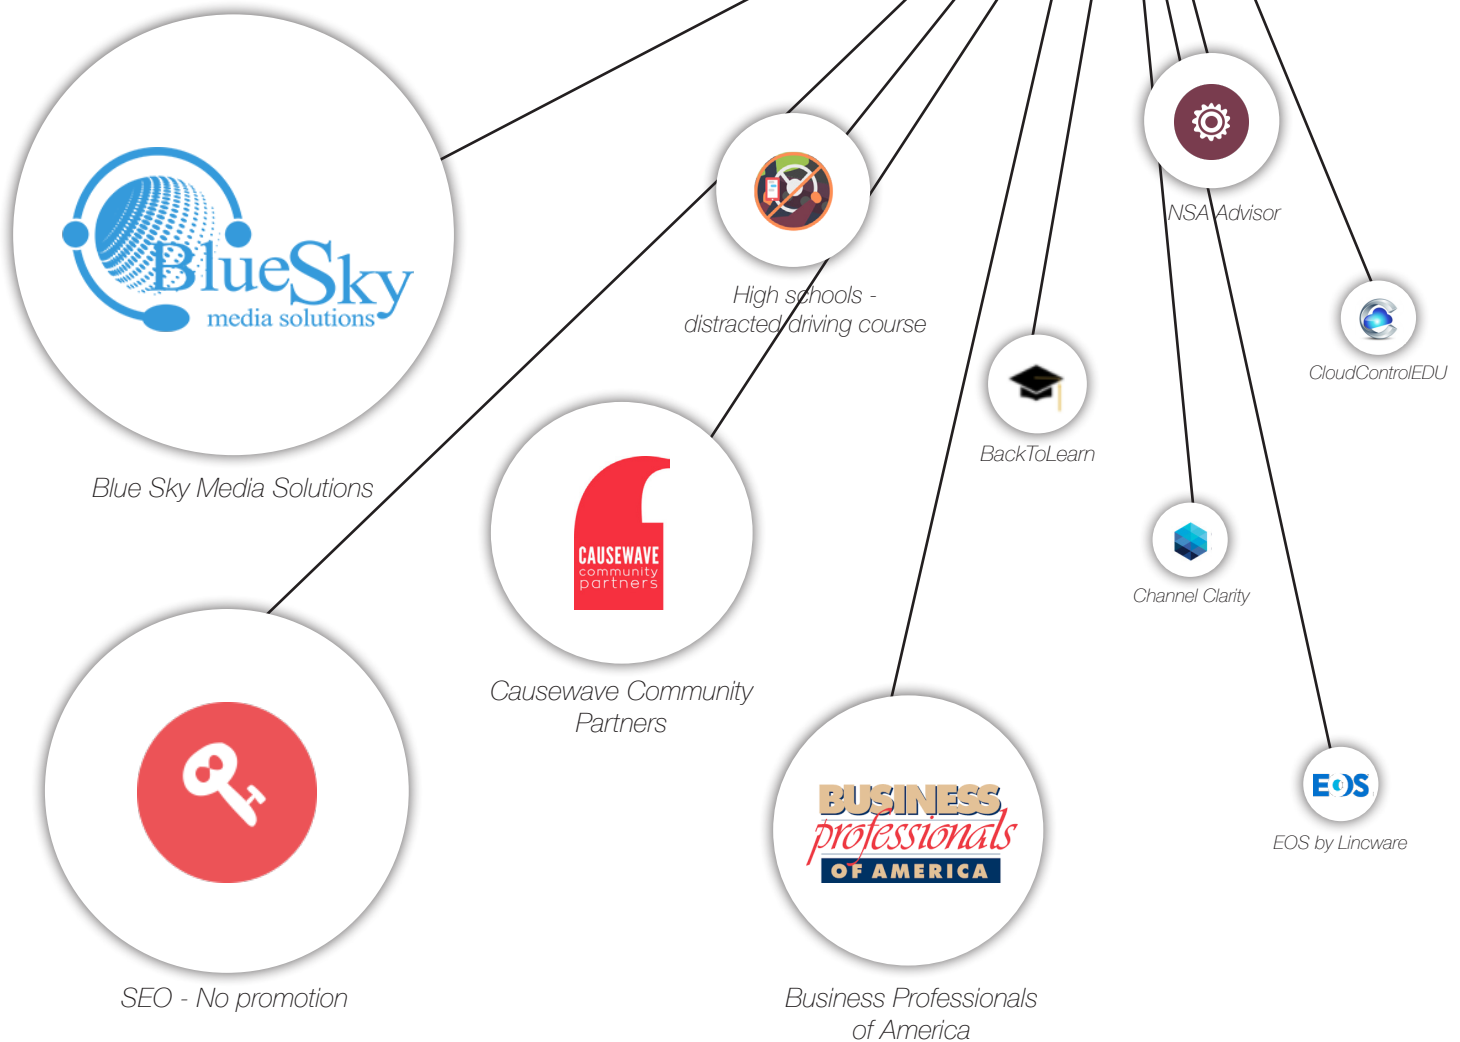 BlueSky
media solutions
Blue Sky Media Solutions
High schools -
distracted driving course
NSA Advisor
CloudControlEDU
BackToLearn
CAUSEWAVE
community
partners
Causewave Community
Partners
Channel Clarity
SEO - No promotion
BUSINESS
professionals
OF AMERICA
Business Professionals
of America
EOS
EOS by Lincware